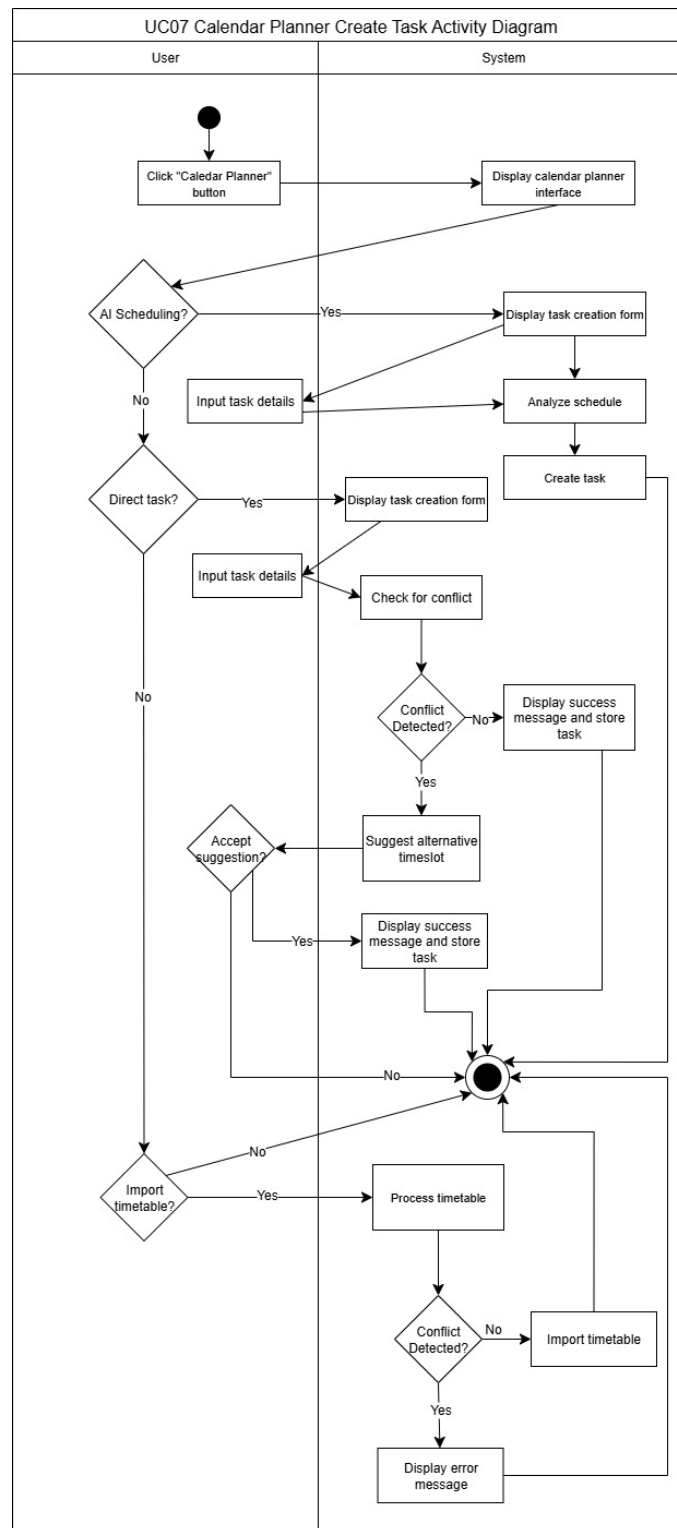 UC07 Calendar Planner Create Task Activity Diagram
User
System
Click "Caledar Planner"
button
Display calendar planner
interface
AI Scheduling?
Yes
Display task creation form
No
Input task details
Analyze schedule
Create task
Direct task?
Yes
Display task creation form
Input task details
Check for conflict
No
Conflict
Detected?
No
Display success
message and store
task
Yes
Accept
suggestion?
Suggest alternative
timeslot
Yes
Display success
message and store
task
No
No
Import
timetable?
Yes
Process timetable
Conflict
Detected?
No
Import timetable
Yes
Display error
message